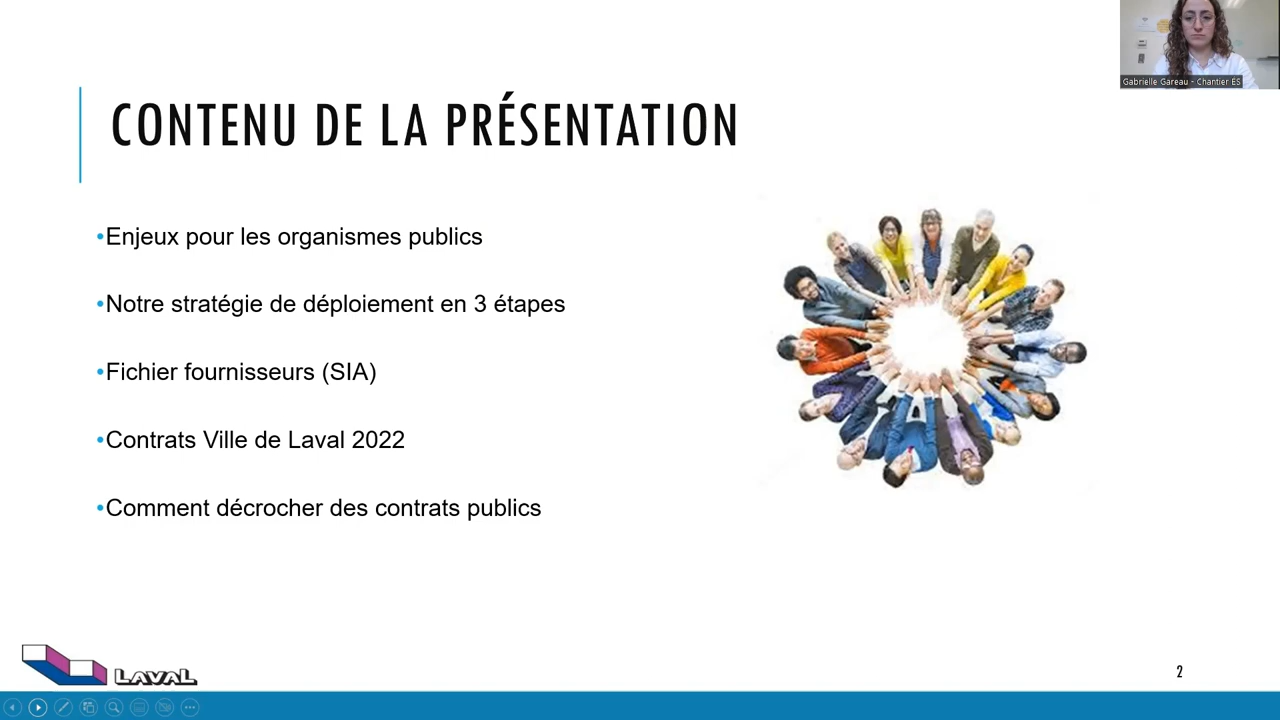 Gabrielle Gareau - Chantier ÉS
CONTENU DE LA PRÉSENTATION
•Enjeux pour les organismes publics
•Notre stratégie de déploiement en 3 étapes
•Fichier fournisseurs (SIA)
•Contrats Ville de Laval 2022
•Comment décrocher des contrats publics
LAVAL
2